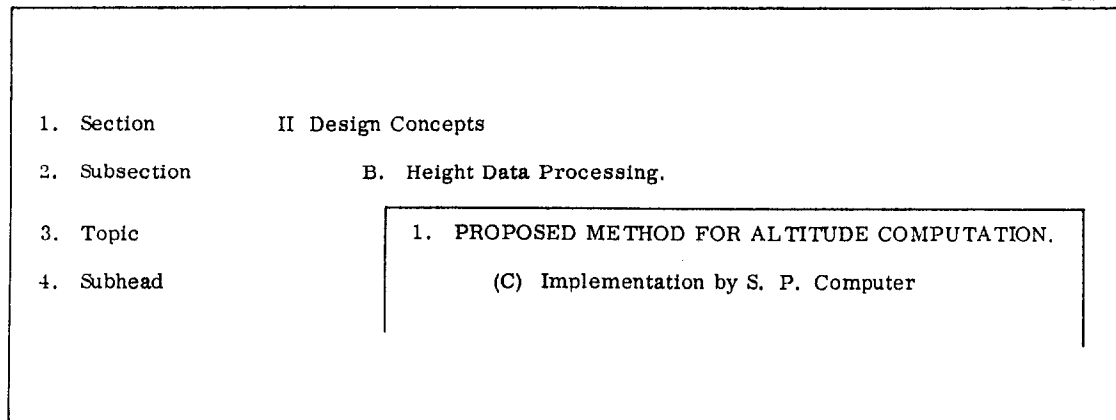 1. Section II Design Concepts
2. Subsection B. Height Data Processing.
3. Topic 1. PROPOSED METHOD FOR ALTITUDE COMPUTATION.
4. Subhead (C) Implementation by S. P. Computer